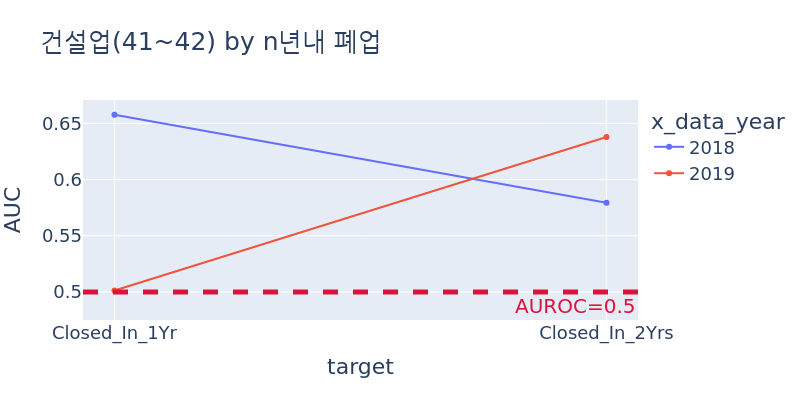 건설업(41~42) by n년내 폐업
x_data_year
2018
2019
AUC
0.65
0.6
0.55
0.5
AUROC=0.5
Closed_In_1Yr
Closed_In_2Yrs
target